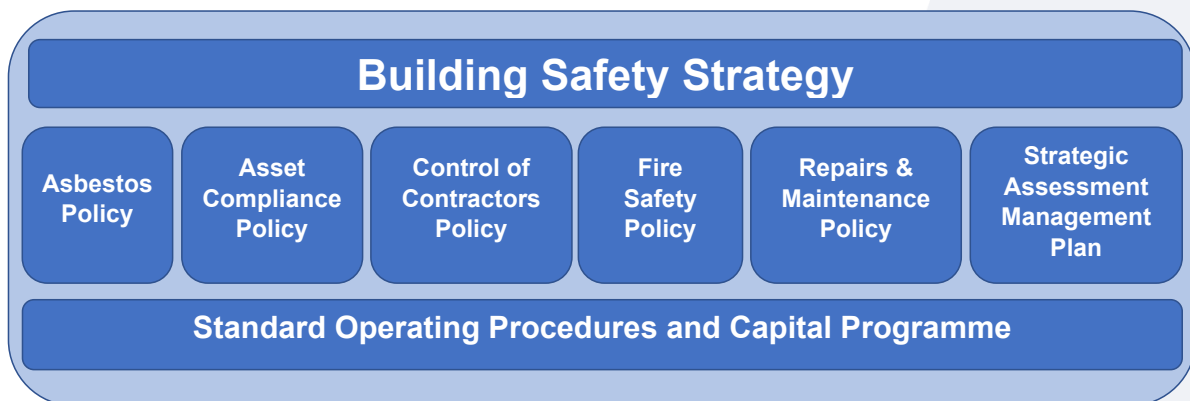 Building Safety Strategy
Asbestos
Policy
Asset
Compliance
Policy
Control of
Contractors
Policy
Fire
Safety
Policy
Repairs &
Maintenance
Policy
Strategic
Assessment
Management
Plan
Standard Operating Procedures and Capital Programme